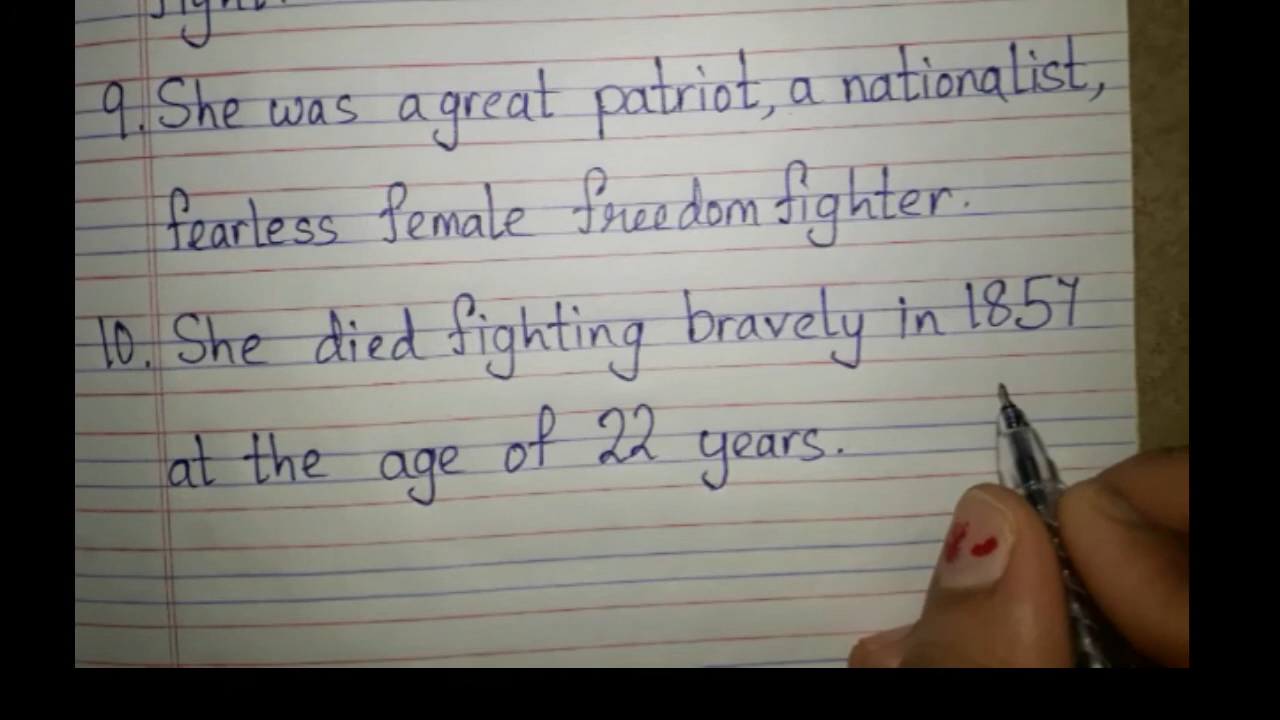 9. She was a great patriot, a nationalist,
fearless female freedom fighter.
10. She died fighting bravely in 1857
at the age of 22 years.